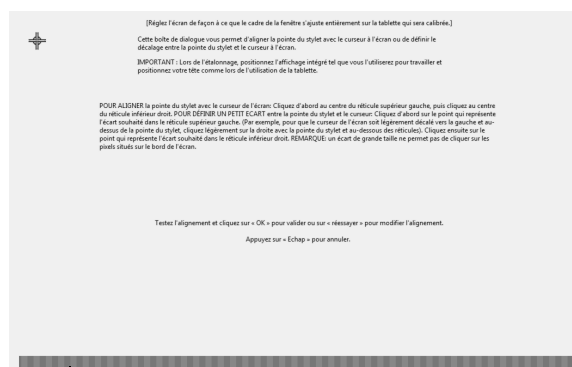 [Réglez l'écran de façon à ce que le cadre de la fenêtre s'ajuste entièrement sur la tablette qui sera calibrée.]
Cette boîte de dialogue vous permet d'aligner la pointe du stylet avec le curseur à l'écran ou de définir le
décalage entre la pointe du stylet et le curseur à l'écran.
IMPORTANT : Lors de l'étalonnage, positionnez l'affichage intégré tel que vous l'utiliserez pour travailler et
positionnez votre tête comme lors de l'utilisation de la tablette.
POUR ALIGNER la pointe du stylet avec le curseur de l'écran: Cliquez d'abord au centre du réticule supérieur gauche, puis cliquez au centre
du réticule inférieur droit. POUR DÉFINIR UN PETIT ECART entre la pointe du stylet et le curseur: Cliquez d'abord sur le point qui représente
l'écart souhaité dans le réticule supérieur gauche. (Par exemple, pour que le curseur de l'écran soit légèrement décalé vers la gauche et au-
dessus de la pointe du stylet, cliquez légèrement sur la droite avec la pointe du stylet et au-dessous des réticules). Cliquez ensuite sur le
point qui représente l'écart souhaité dans le réticule inférieur droit. REMARQUE: un écart de grande taille ne permet pas de cliquer sur les
pixels situés sur le bord de l'écran.
Testez l'alignement et cliquez sur « OK » pour valider ou sur « réessayer » pour modifier l'alignement.
Appuyez sur « Echap » pour annuler.